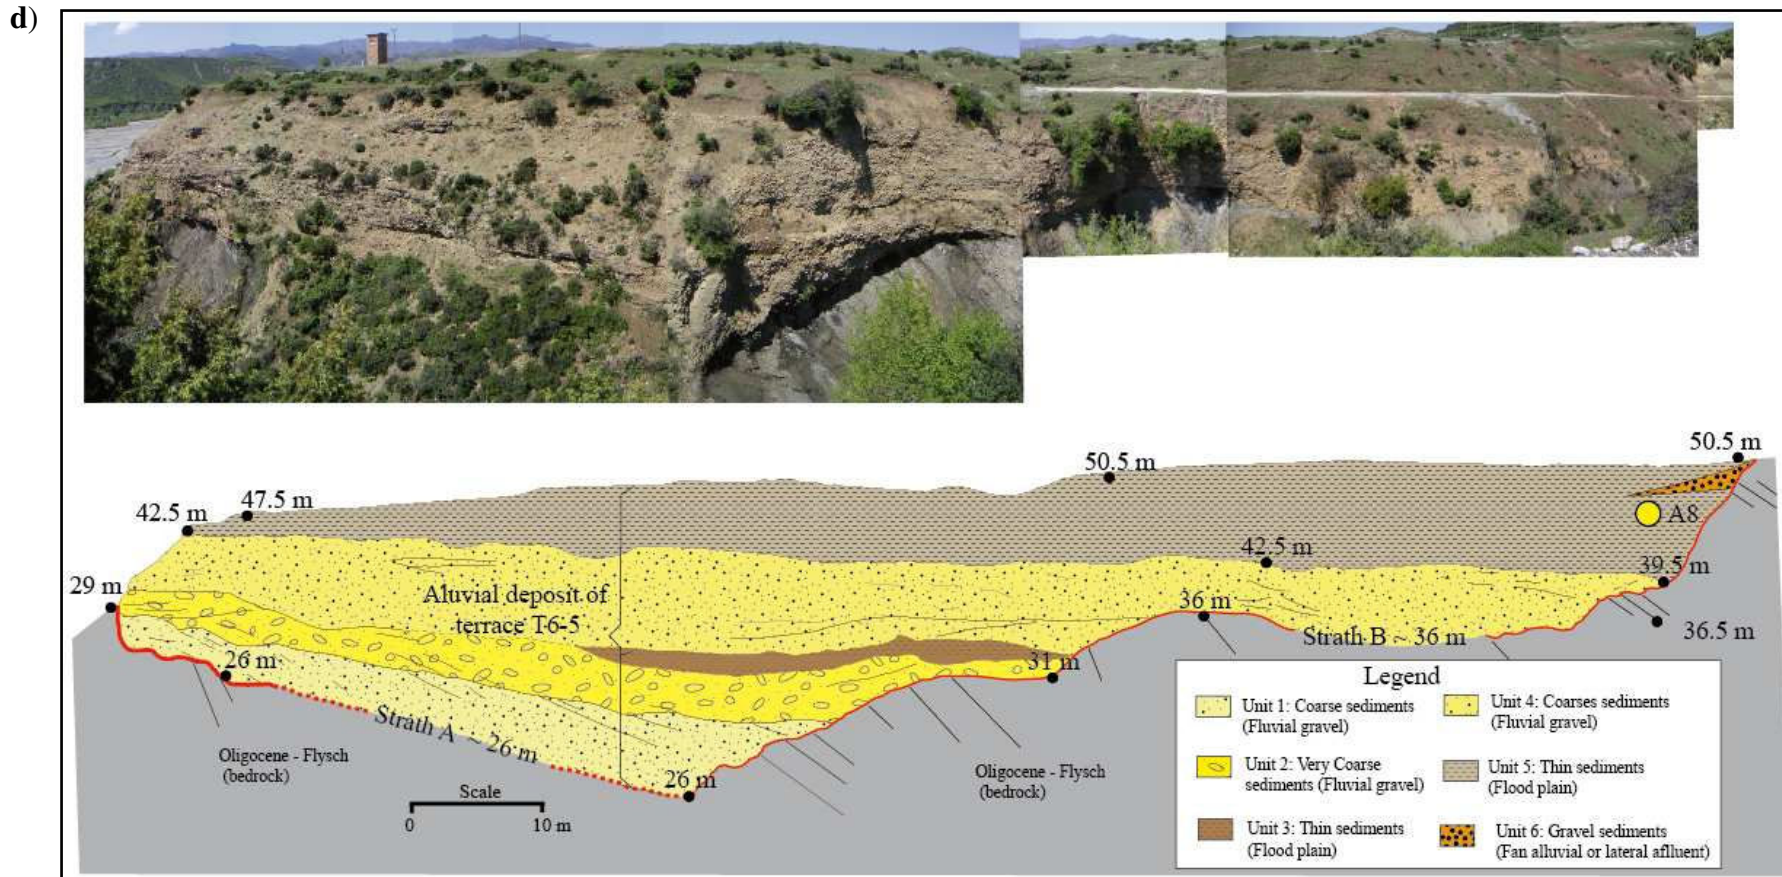 d)
50.5 m
50.5 m
47.5 m
42.5 m
A8
42.5 m
39.5 m
29 m
Aluvial deposit of
terrace T6-5
36 m
36.5 m
Strath B ~ 36 m
26 m
31 m
Strath A ~ 26 m
26 m
Oligocene - Flysch
(bedrock)
Oligocene - Flysch
(bedrock)
Scale
0 10 m
Legend
Unit 1: Coarse sediments
(Fluvial gravel)
Unit 2: Very Coarse
sediments (Fluvial gravel)
Unit 3: Thin sediments
(Flood plain)
Unit 4: Coarses sediments
(Fluvial gravel)
Unit 5: Thin sediments
(Flood plain)
Unit 6: Gravel sediments
(Fan alluvial or lateral afluent)